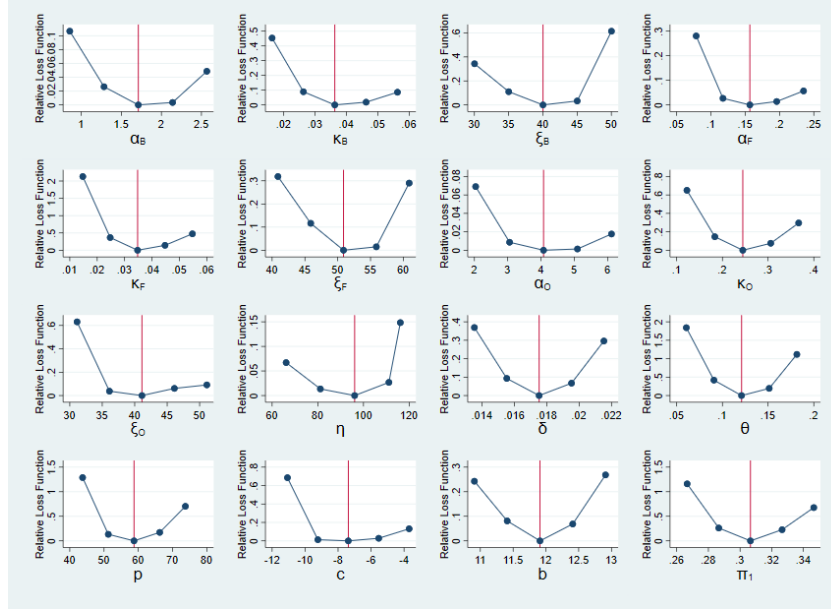 Relative Loss Function
0 .02 .04 .06 .08 .1
1 1.5 2 2.5
αB
Relative Loss Function
0 .1 .2 .3 .4 .5
.02 .03 .04 .05 .06
κB
Relative Loss Function
0 .2 .4 .6
30 35 40 45 50
ξB
Relative Loss Function
0 .1 .2 .3
.05 .1 .15 .2 .25
αF
Relative Loss Function
0 .5 1 1.5 2
.01 .02 .03 .04 .05 .06
κF
Relative Loss Function
0 .1 .2 .3
40 45 50 55 60
ξF
Relative Loss Function
0 .02 .04 .06 .08
2 3 4 5 6
αO
Relative Loss Function
0 .2 .4 .6 .8
.1 .2 .3 .4
κO
Relative Loss Function
0 .2 .4 .6
30 35 40 45 50
ξO
Relative Loss Function
0 .05 .1 .15
60 80 100 120
η
Relative Loss Function
0 .1 .2 .3 .4
.014 .016 .018 .02 .022
δ
Relative Loss Function
0 .5 1 1.5 2
.05 .1 .15 .2
θ
Relative Loss Function
0 .5 1 1.5
40 50 60 70 80
p
Relative Loss Function
0 .2 .4 .6 .8
-12 -10 -8 -6 -4
c
Relative Loss Function
0 .1 .2 .3
11 11.5 12 12.5 13
b
Relative Loss Function
0 .5 1 1.5
.26 .28 .3 .32 .34
π1